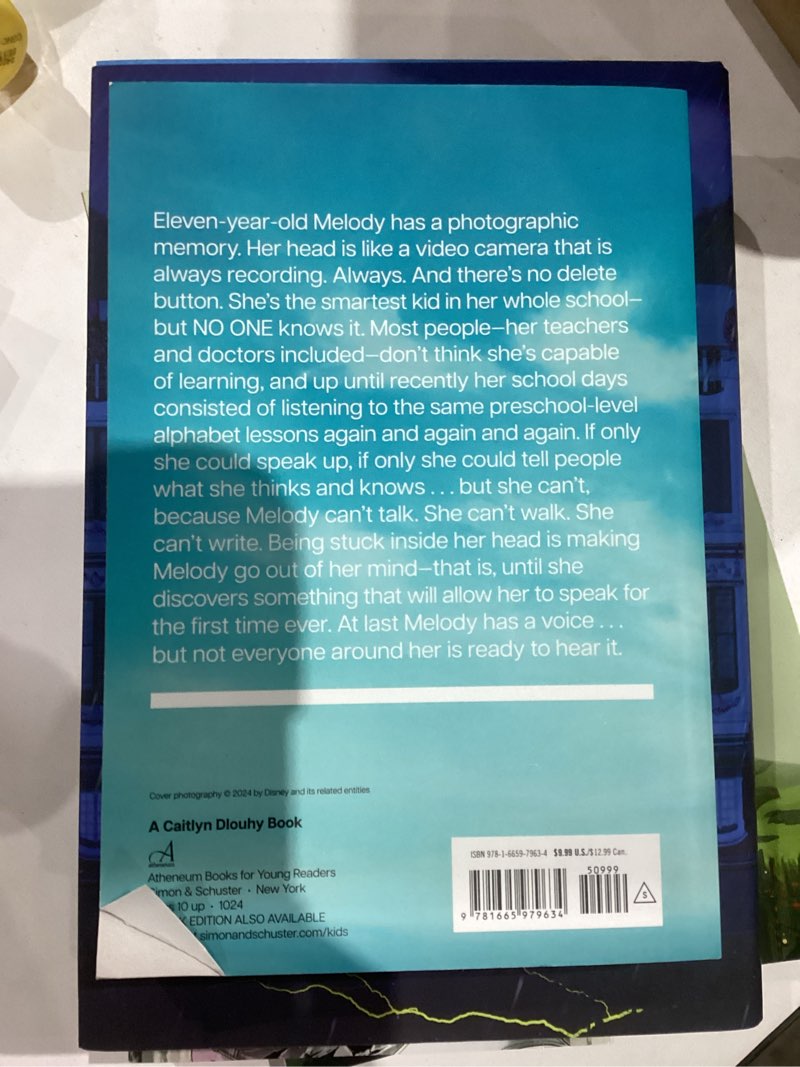 Eleven-year-old Melody has a photographic
memory. Her head is like a video camera that is
always recording. Always. And there's no delete
button. She's the smartest kid in her whole school—
but NO ONE knows it. Most people—her teachers
and doctors included—don't think she's capable
of learning, and up until recently her school days
consisted of listening to the same preschool-level
alphabet lessons again and again and again. If only
she could speak up, if only she could tell people
what she thinks and knows . . . but she can't,
because Melody can't talk. She can't walk. She
can't write. Being stuck inside her head is making
Melody go out of her mind—that is, until she
discovers something that will allow her to speak for
the first time ever. At last Melody has a voice . . .
but not everyone around her is ready to hear it.
Cover photography © 2024 by Disney and its related entities
A Caitlyn Dlouhy Book
atheneum
Atheneum Books for Young Readers
imon & Schuster · New York
10 up · 1024
EDITION ALSO AVAILABLE
simonandschuster.com/kids
ISBN 978-1-6659-7963-4 $9.99 U.S./$12.99 Can.
50999
9 781665 979634
S